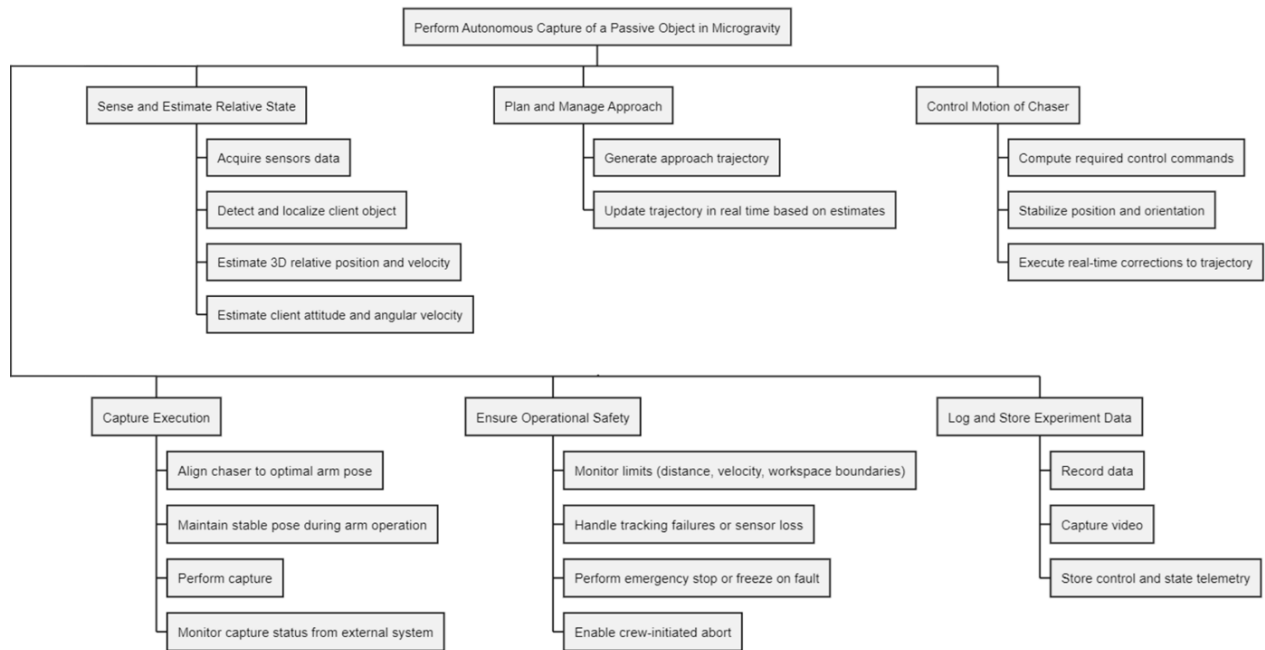 Perform Autonomous Capture of a Passive Object in Microgravity
Sense and Estimate Relative State
Acquire sensors data
Detect and localize client object
Estimate 3D relative position and velocity
Estimate client attitude and angular velocity
Plan and Manage Approach
Generate approach trajectory
Update trajectory in real time based on estimates
Control Motion of Chaser
Compute required control commands
Stabilize position and orientation
Execute real-time corrections to trajectory
Capture Execution
Align chaser to optimal arm pose
Maintain stable pose during arm operation
Perform capture
Monitor capture status from external system
Ensure Operational Safety
Monitor limits (distance, velocity, workspace boundaries)
Handle tracking failures or sensor loss
Perform emergency stop or freeze on fault
Enable crew-initiated abort
Log and Store Experiment Data
Record data
Capture video
Store control and state telemetry